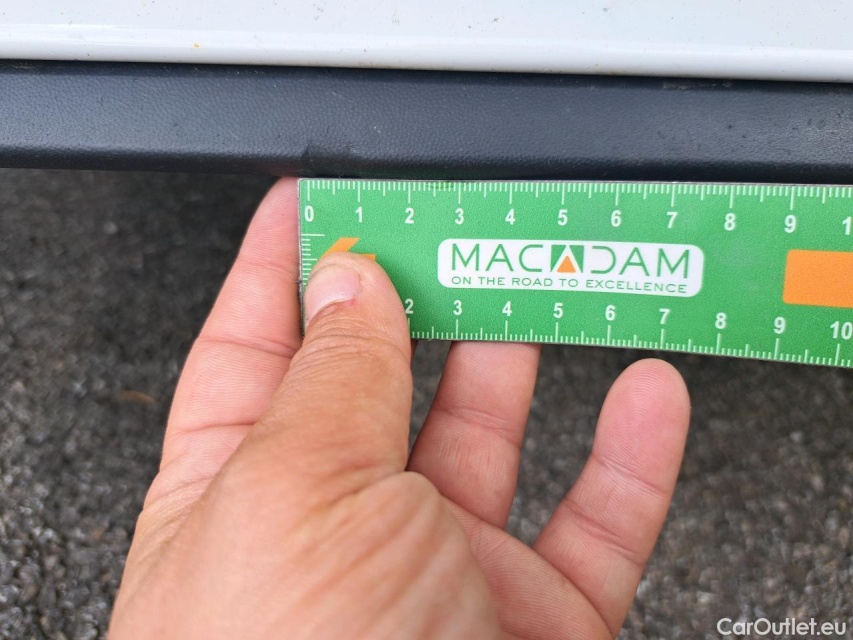 0 1 2 3 4 5 6 7 8 9 1
MACADAM
ON THE ROAD TO EXCELLENCE
2 3 4 5 6 7 8 9 10
CarOutlet.eu